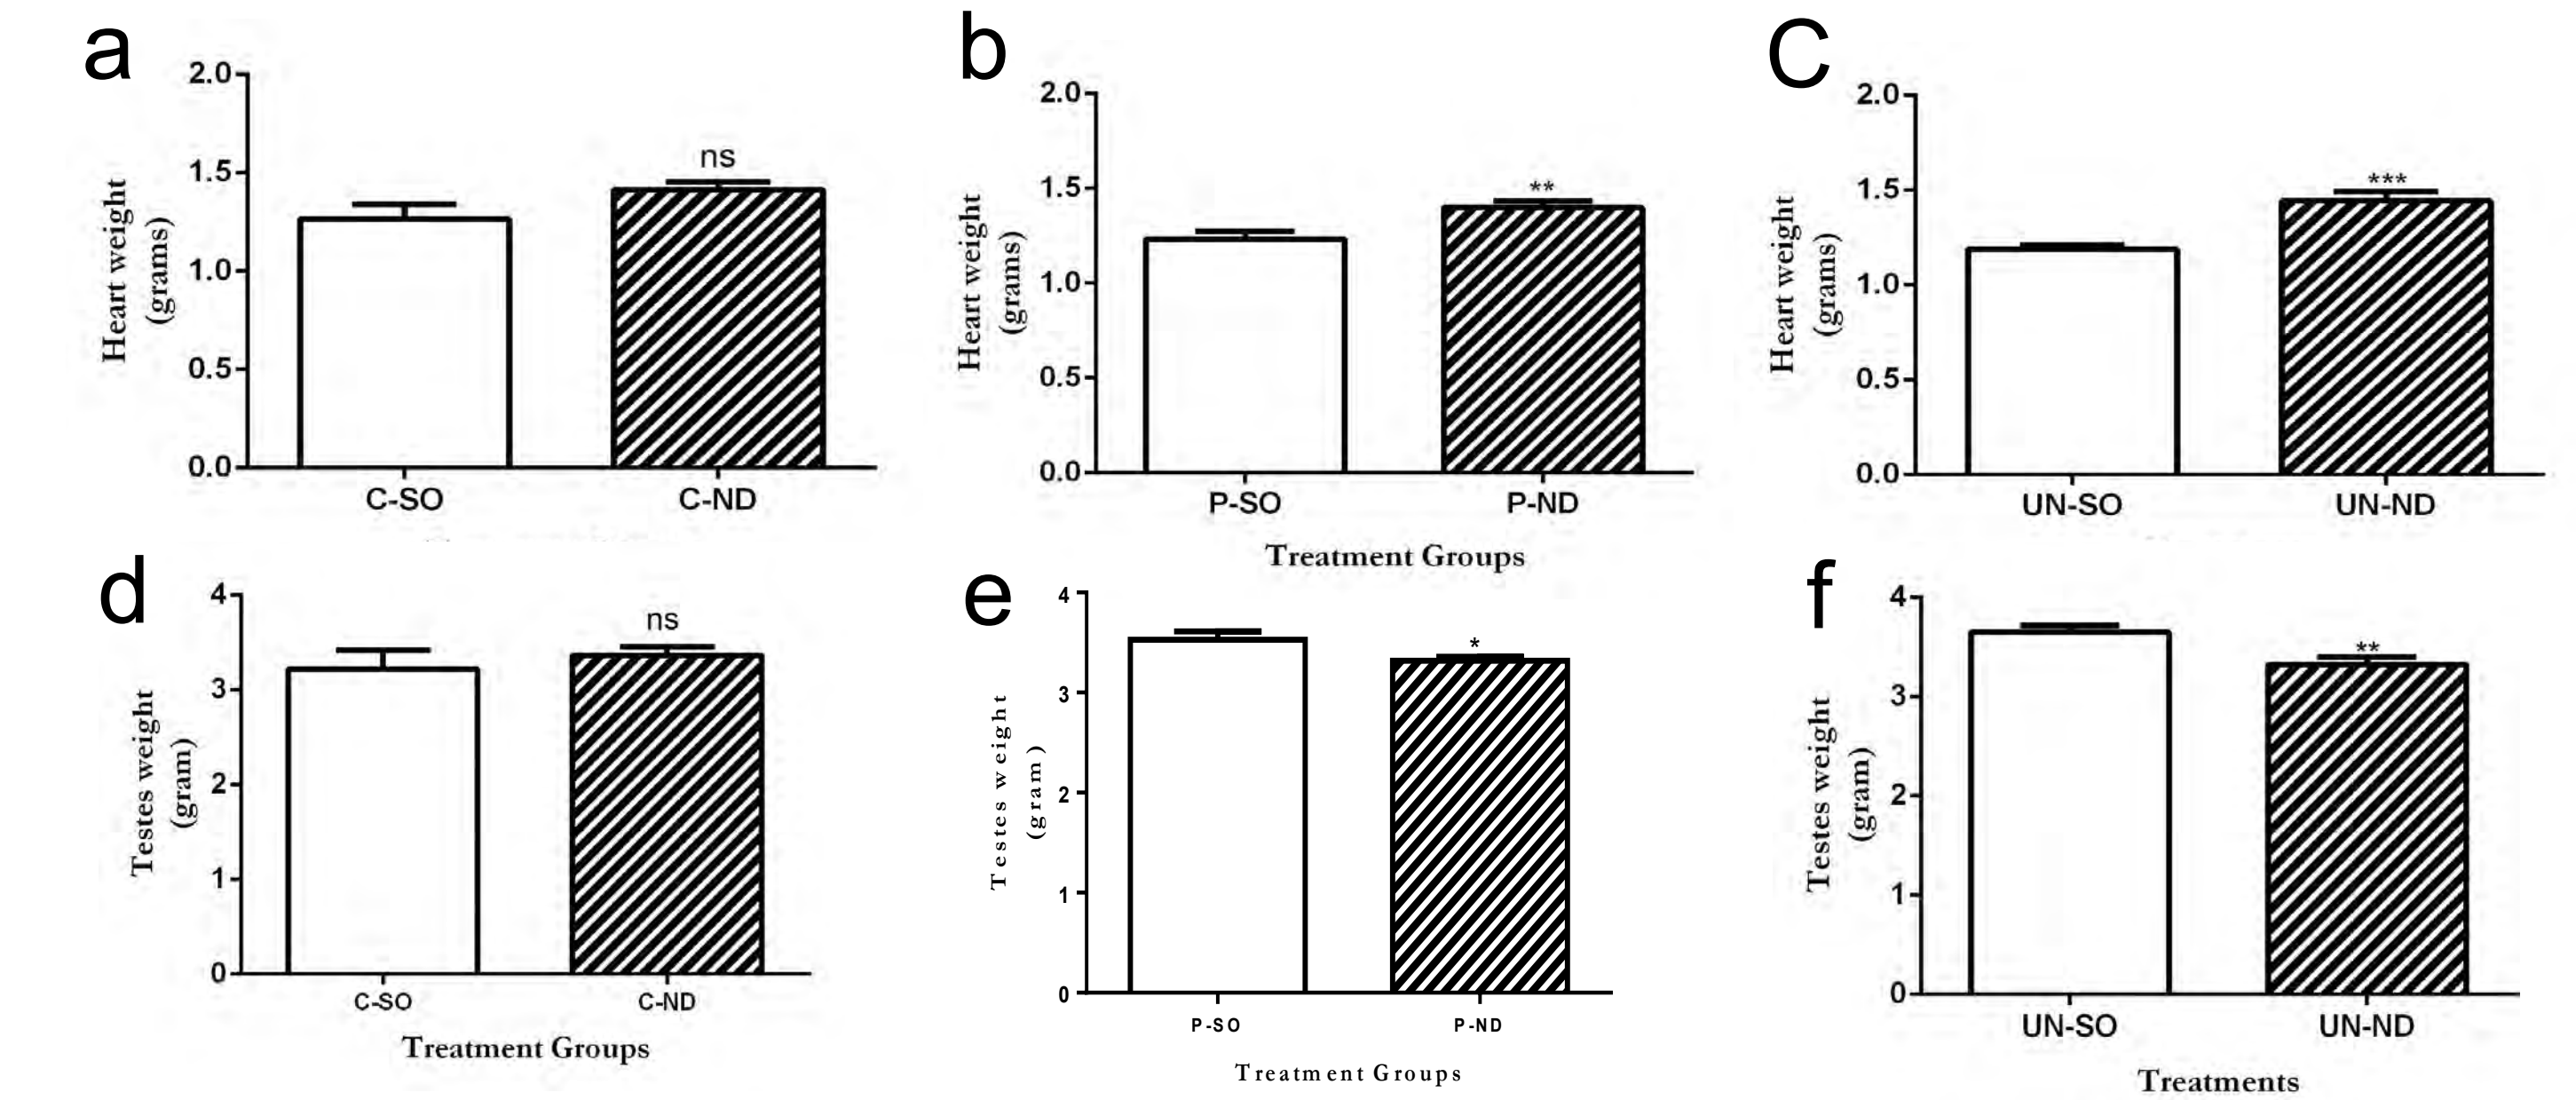 a
2.0
1.5
1.0
0.5
0.0
Heart weight
(grams)
ns
C-SO
C-ND
b
2.0
1.5
1.0
0.5
0.0
Heart weight
(grams)
**
P-SO
P-ND
Treatment Groups
C
2.0
1.5
1.0
0.5
0.0
Heart weight
(grams)
***
UN-SO
UN-ND
d
4
3
2
1
0
Testes weight
(gram)
ns
C-SO
C-ND
Treatment Groups
e
4
3
2
1
0
Testes weight
(gram)
*
P-SO
P-ND
Treatment Groups
f
4
3
2
1
0
Testes weight
(gram)
**
UN-SO
UN-ND
Treatments